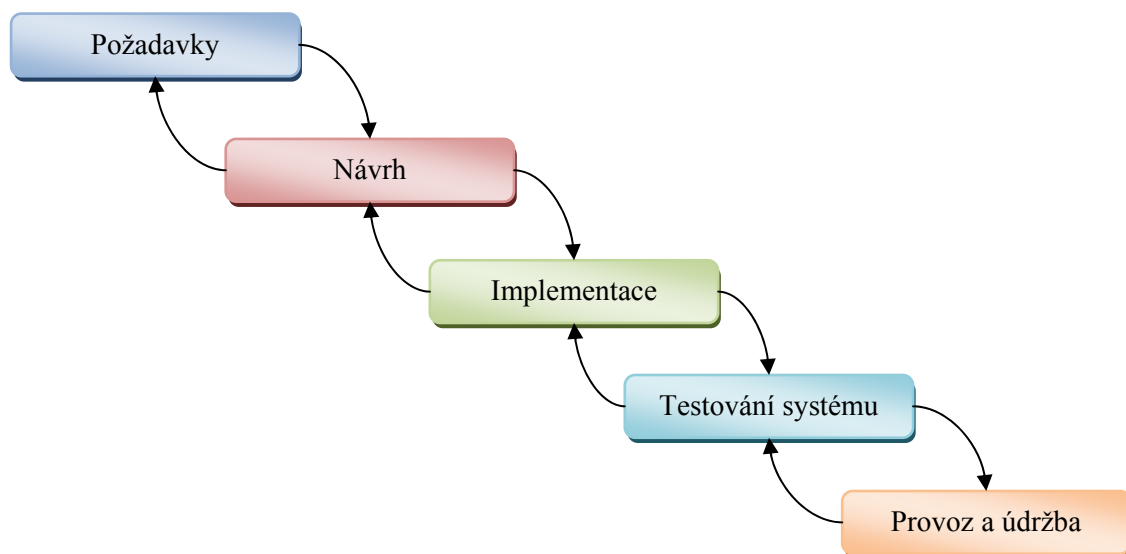 Požadavky
Návrh
Implementace
Testování systému
Provoz a údržba